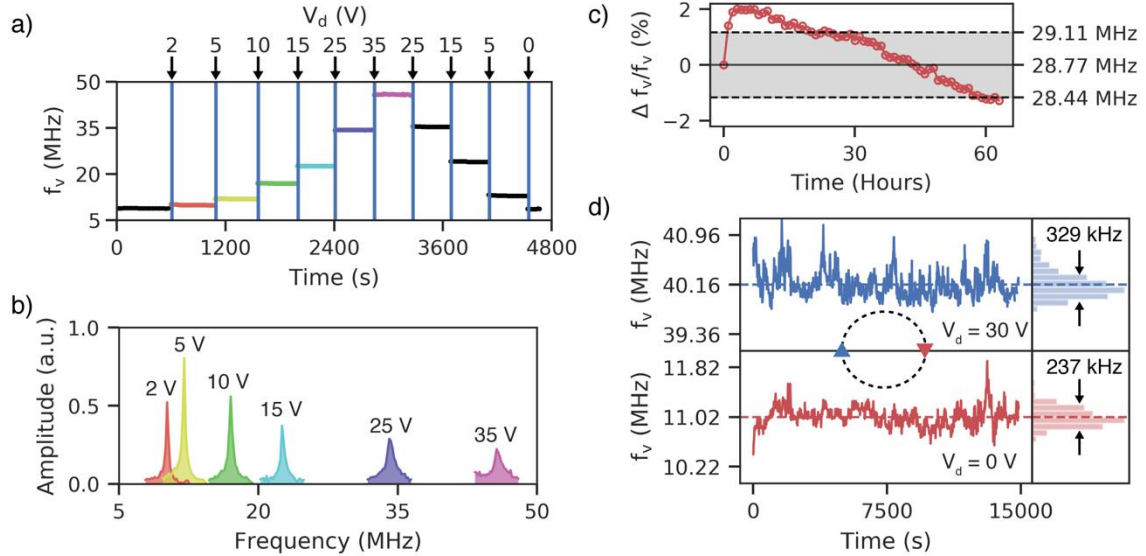 a)
V_d (V)
2 5 10 15 25 35 25 15 5 0
50
35
20
5
f_v (MHz)
0 1200 2400 3600 4800
Time (s)
b)
1.0
0.5
0.0
Amplitude (a.u.)
2 V
5 V
10 V
15 V
25 V
35 V
5 20 35 50
Frequency (MHz)
c)
2
0
−2
Δ f_v/f_v (%)
29.11 MHz
28.77 MHz
28.44 MHz
0 30 60
Time (Hours)
d)
40.96
40.16
39.36
f_v (MHz)
V_d = 30 V
329 kHz
11.82
11.02
10.22
f_v (MHz)
V_d = 0 V
237 kHz
0 7500 15000
Time (s)